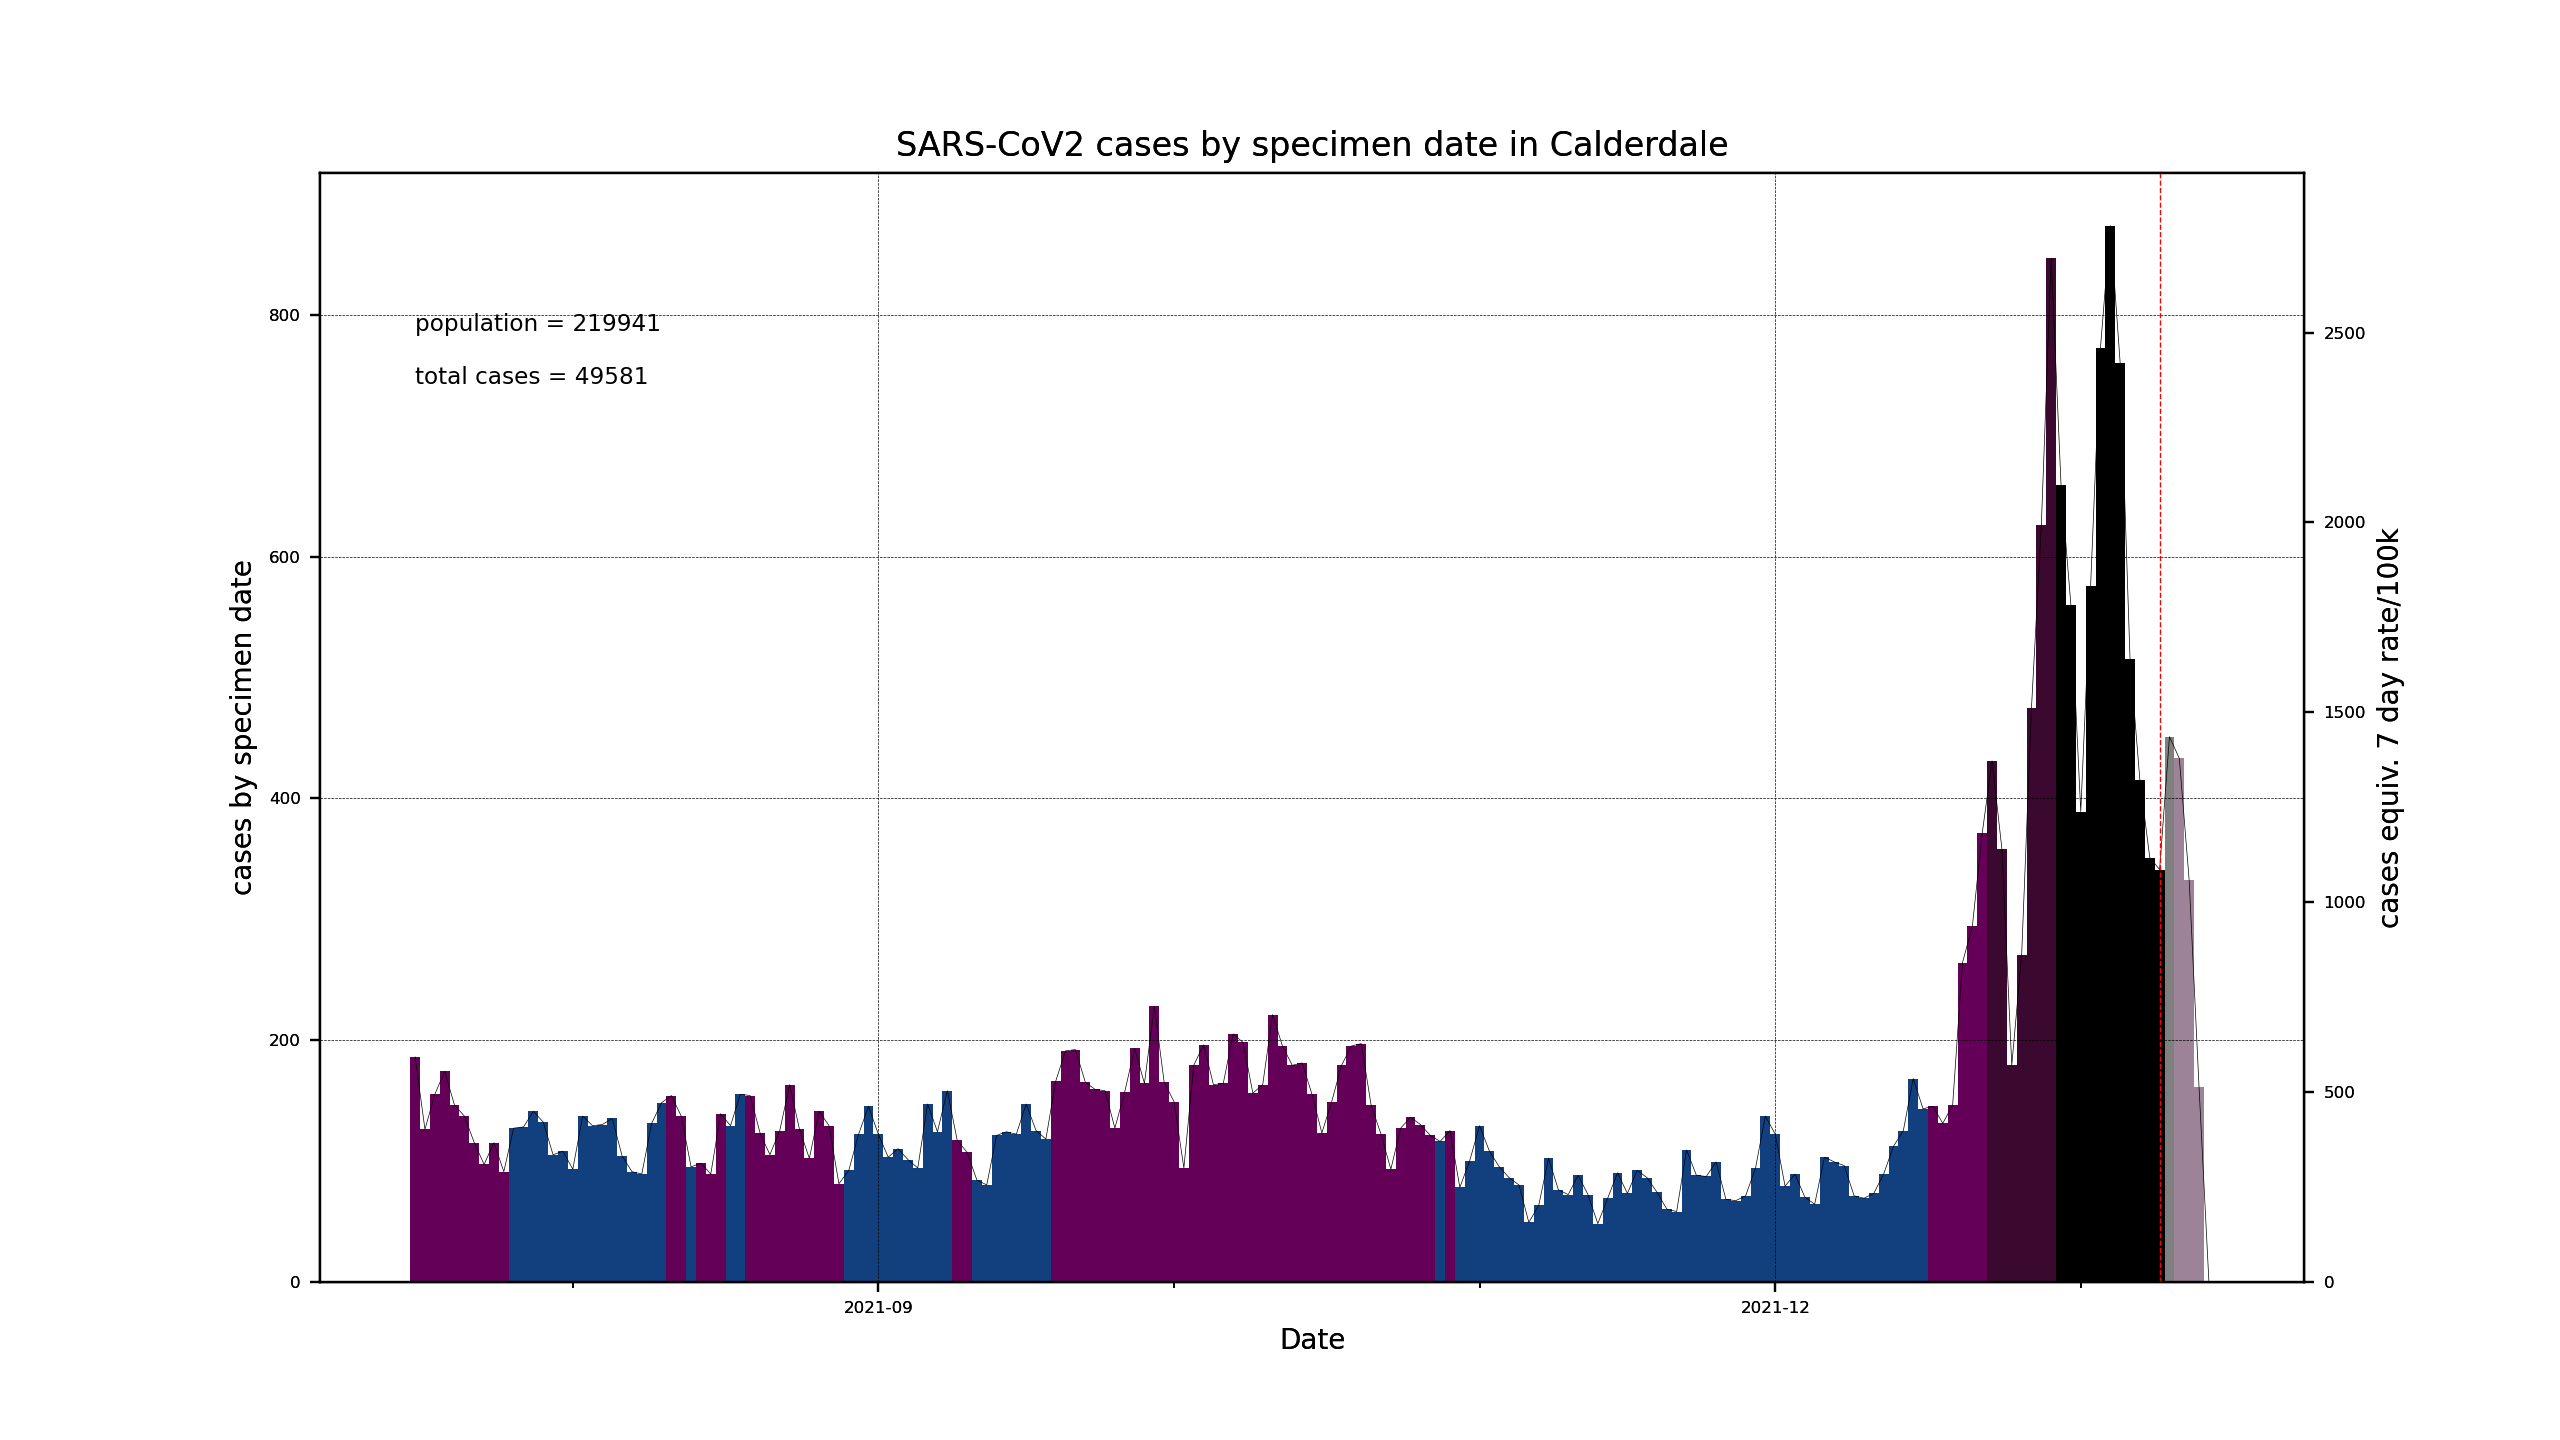 SARS-CoV2 cases by specimen date in Calderdale
population = 219941
total cases = 49581
cases by specimen date
800
600
400
200
0
2500
2000
1500
1000
500
0
cases equiv. 7 day rate/100k
2021-09
2021-12
Date